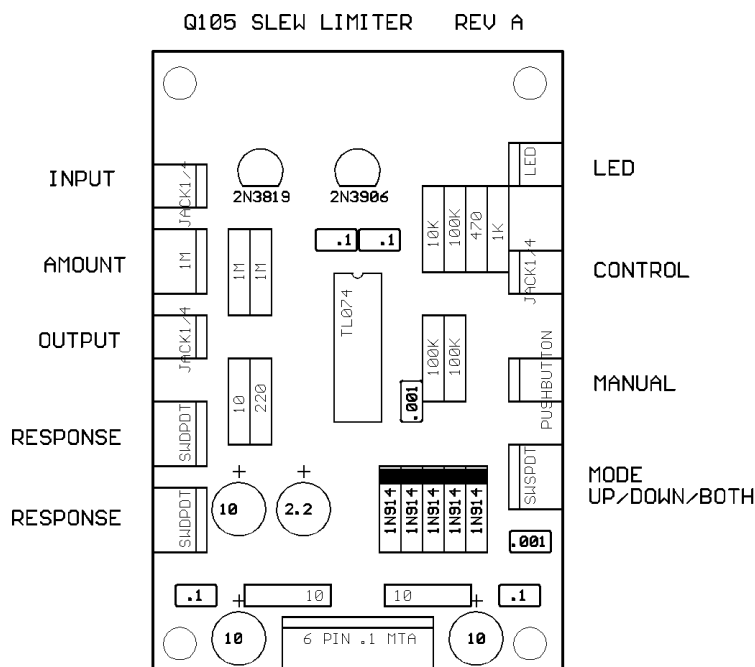 Q105 SLEW LIMITER REV A
INPUT
AMOUNT
OUTPUT
RESPONSE
RESPONSE
JACK1/4
1M
JACK1/4
SWDPDT
SWDPDT
2N3819
2N3906
1M
1M
.1
.1
10K
100K
470
1K
TL074
10
220
100K
100K
.001
+
10
+
2.2
1N914
1N914
1N914
1N914
1N914
.001
.1
10
10
.1
+
10
6 PIN .1 MTA
+
10
LED
JACK1/4
PUSHBUTTON
SWSPDT
LED
CONTROL
MANUAL
MODE
UP/DOWN/BOTH